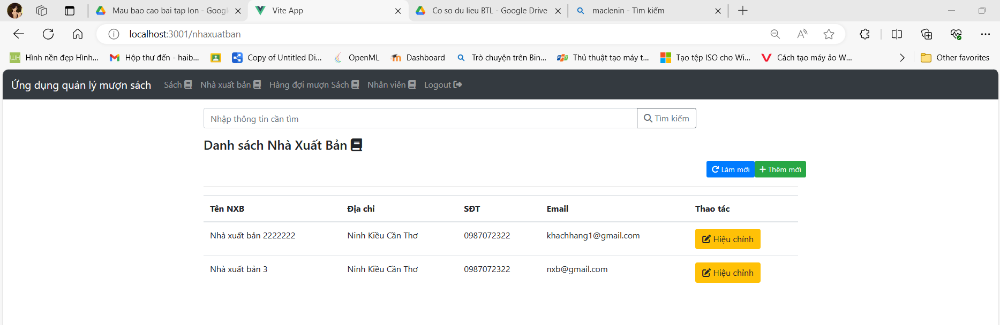 Mau bao cao bai tap lon - Googl
Vite App
Co so du lieu BTL - Google Drive
maclenin - Tìm kiếm
localhost:3001/nhaxuatban
Hình nền đẹp Hình...
Hộp thư đến - haib...
Copy of Untitled Di...
OpenML
Dashboard
Trò chuyện trên Bin...
Thủ thuật tạo máy t...
Tạo tệp ISO cho Wi...
Cách tạo máy ảo W...
Other favorites
Ứng dụng quản lý mượn sách
Sách
Nhà xuất bản
Hàng đợi mượn Sách
Nhân viên
Logout
Nhập thông tin cần tìm
Tìm kiếm
Danh sách Nhà Xuất Bản
Làm mới
Thêm mới
Tên NXB Địa chỉ SĐT Email Thao tác
Nhà xuất bản 2222222 Ninh Kiều Cần Thơ 0987072322 khachhang1@gmail.com Hiệu chỉnh
Nhà xuất bản 3 Ninh Kiều Cần Thơ 0987072322 nxb@gmail.com Hiệu chỉnh